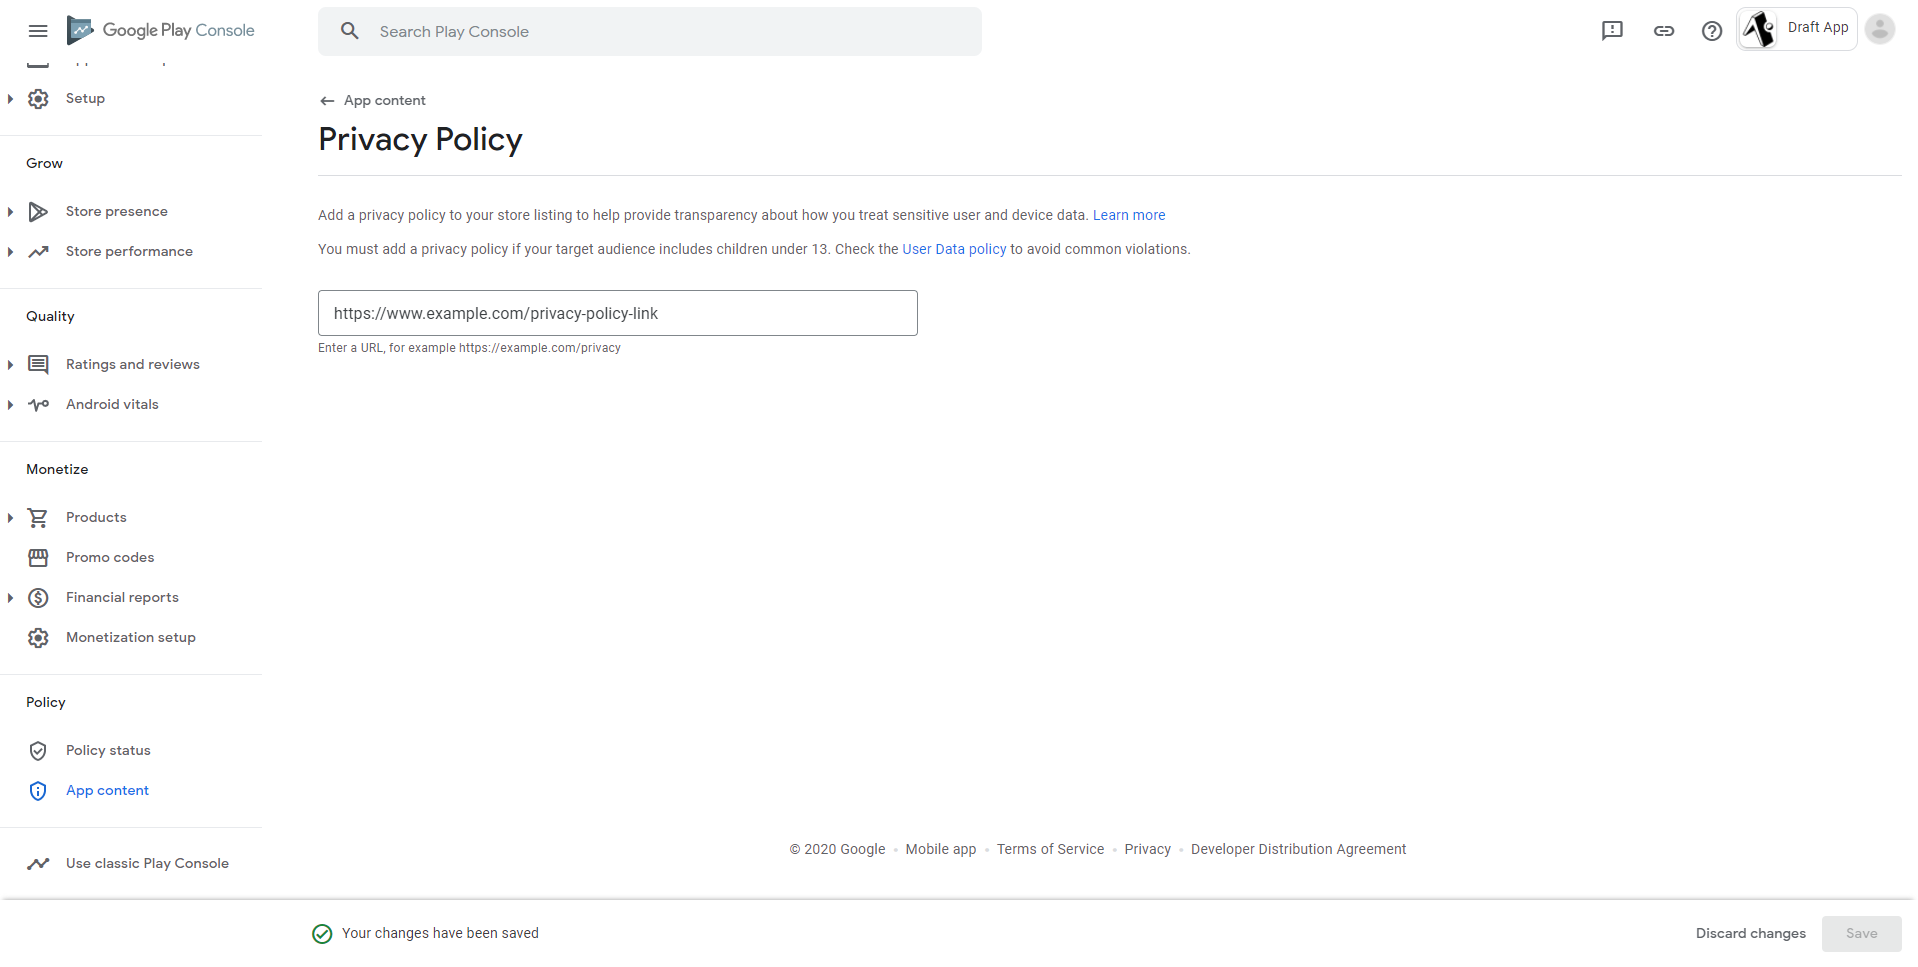 Google Play Console
Search Play Console
Draft App
Setup
Grow
Store presence
Store performance
Quality
Ratings and reviews
Android vitals
Monetize
Products
Promo codes
Financial reports
Monetization setup
Policy
Policy status
App content
Use classic Play Console
App content
Privacy Policy
Add a privacy policy to your store listing to help provide transparency about how you treat sensitive user and device data. Learn more
You must add a privacy policy if your target audience includes children under 13. Check the User Data policy to avoid common violations.
https://www.example.com/privacy-policy-link
Enter a URL, for example https://example.com/privacy
© 2020 Google • Mobile app • Terms of Service • Privacy • Developer Distribution Agreement
Your changes have been saved
Discard changes
Save